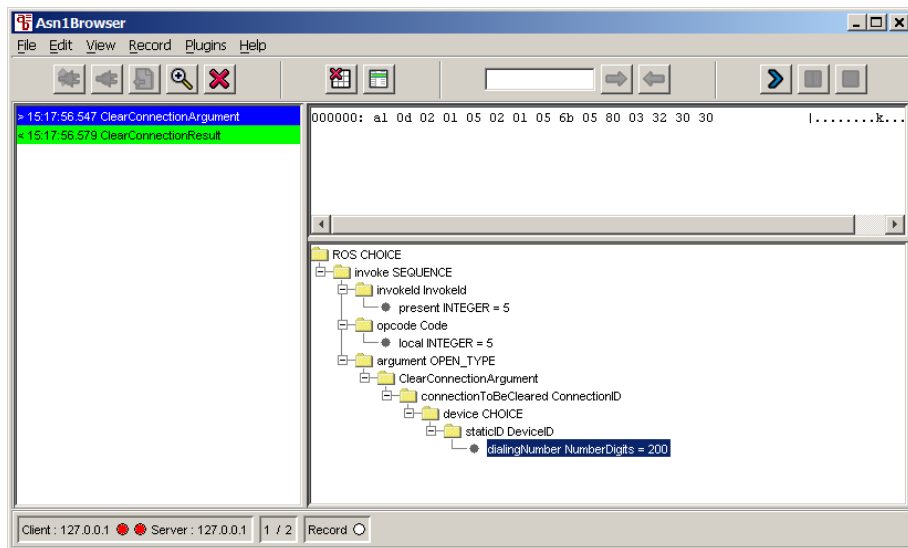 Asn1Browser
File Edit View Record Plugins Help
> 15:17:56.547 ClearConnectionArgument
< 15:17:56.579 ClearConnectionResult
000000: a1 0d 02 01 05 02 01 05 6b 05 80 03 32 30 30 |........k...
ROS CHOICE
invoke SEQUENCE
invokeId InvokeId
present INTEGER = 5
opcode Code
local INTEGER = 5
argument OPEN_TYPE
ClearConnectionArgument
connectionToBeCleared ConnectionID
device CHOICE
staticID DeviceID
dialingNumber NumberDigits = 200
Client : 127.0.0.1 Server : 127.0.0.1 1 / 2 Record